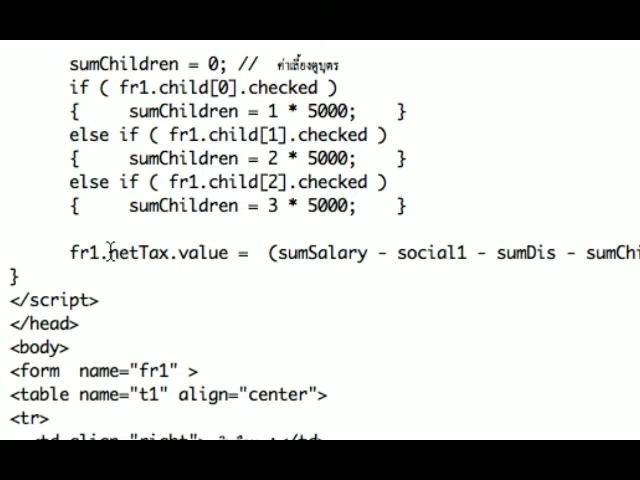 sumChildren = 0; // ค่าเลี้ยงดูบุตร
if ( fr1.child[0].checked )
{ sumChildren = 1 * 5000; }
else if ( fr1.child[1].checked )
{ sumChildren = 2 * 5000; }
else if ( fr1.child[2].checked )
{ sumChildren = 3 * 5000; }
fr1.netTax.value = (sumSalary - social1 - sumDis - sumChi
}
</script>
</head>
<body>
<form name="fr1" >
<table name="t1" align="center">
<tr>
<td align="right">